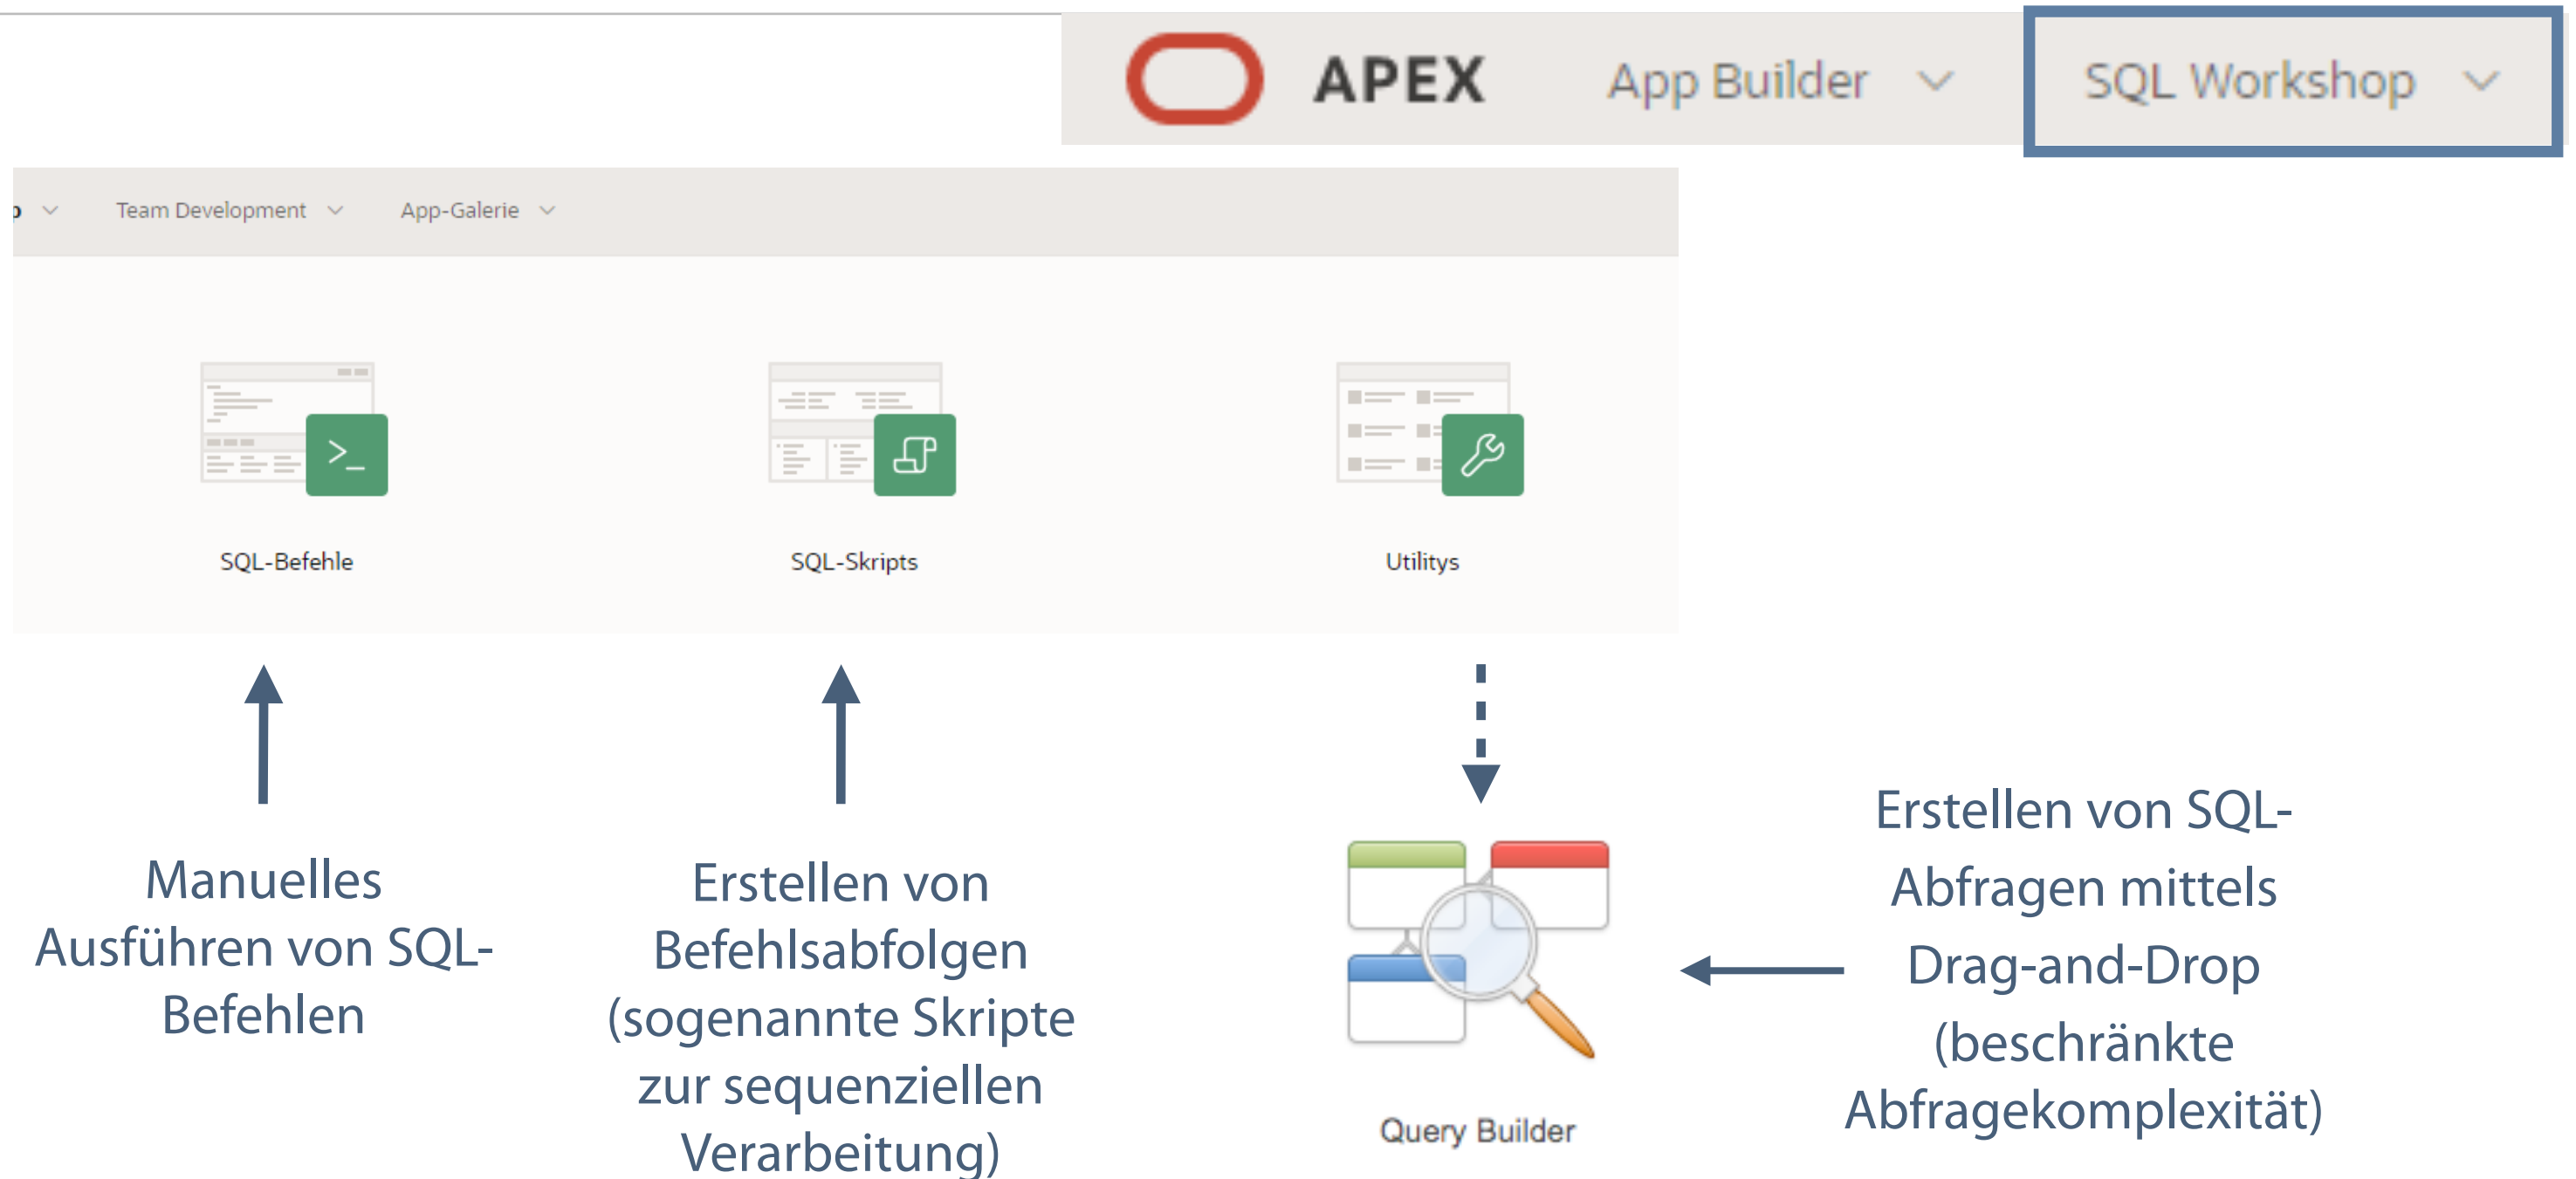 APEX App Builder SQL Workshop
p Team Development App-Galerie
SQL-Befehle SQL-Skripts Utilitys
Manuelles
Ausführen von SQL-
Befehlen
Erstellen von
Befehlsabfolgen
(sogenannte Skripte
zur sequenziellen
Verarbeitung)
Query Builder
Erstellen von SQL-
Abfragen mittels
Drag-and-Drop
(beschränkte
Abfragekomplexität)